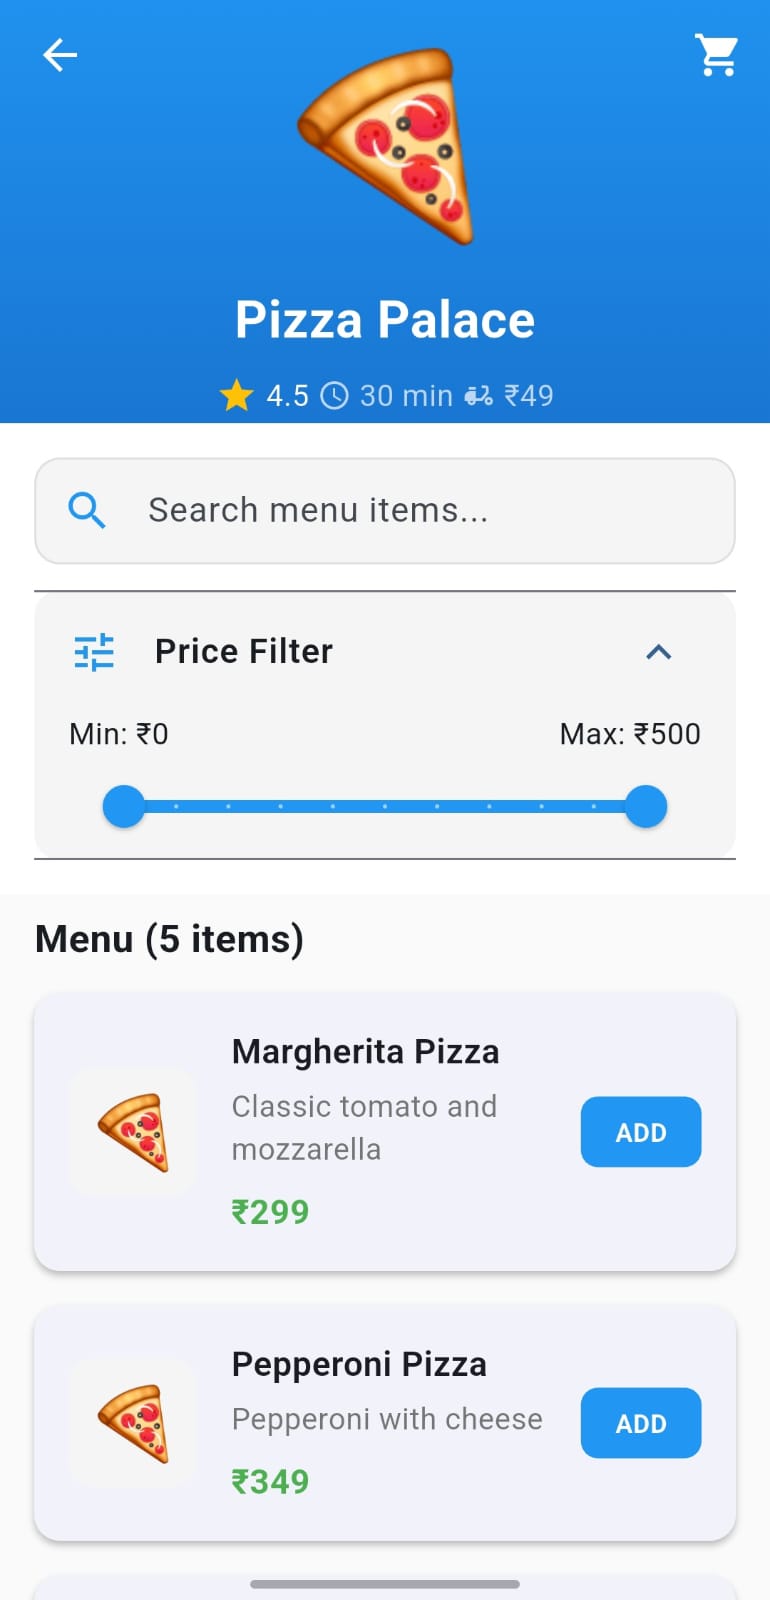 Pizza Palace
4.5 30 min ₹49
Search menu items...
Price Filter
Min: ₹0 Max: ₹500
Menu (5 items)
Margherita Pizza
Classic tomato and
mozzarella
ADD
₹299
Pepperoni Pizza
Pepperoni with cheese
ADD
₹349